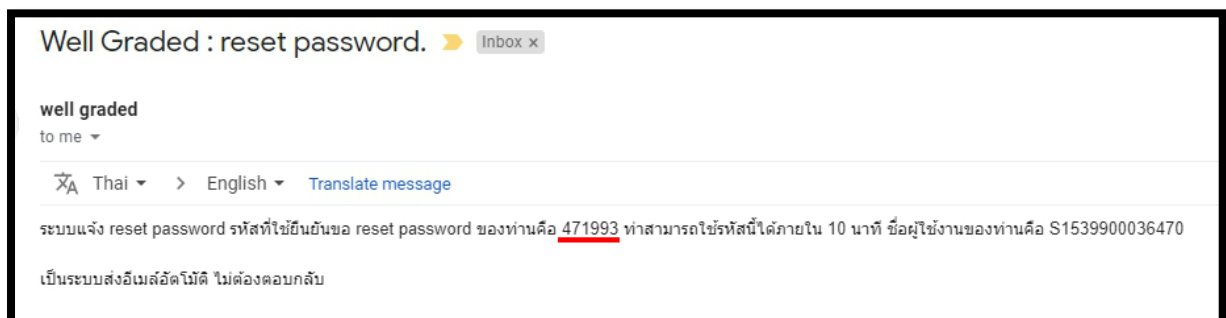 Well Graded : reset password. Inbox x
well graded
to me
Thai > English Translate message
ระบบแจ้ง reset password รหัสที่ใช้ยืนยันขอ reset password ของท่านคือ 471993 ท่าสามารถใช้รหัสนี้ได้ภายใน 10 นาที ชื่อผู้ใช้งานของท่านคือ S1539900036470
เป็นระบบส่งอีเมล์อัตโมัติ ไม่ต้องตอบกลับ